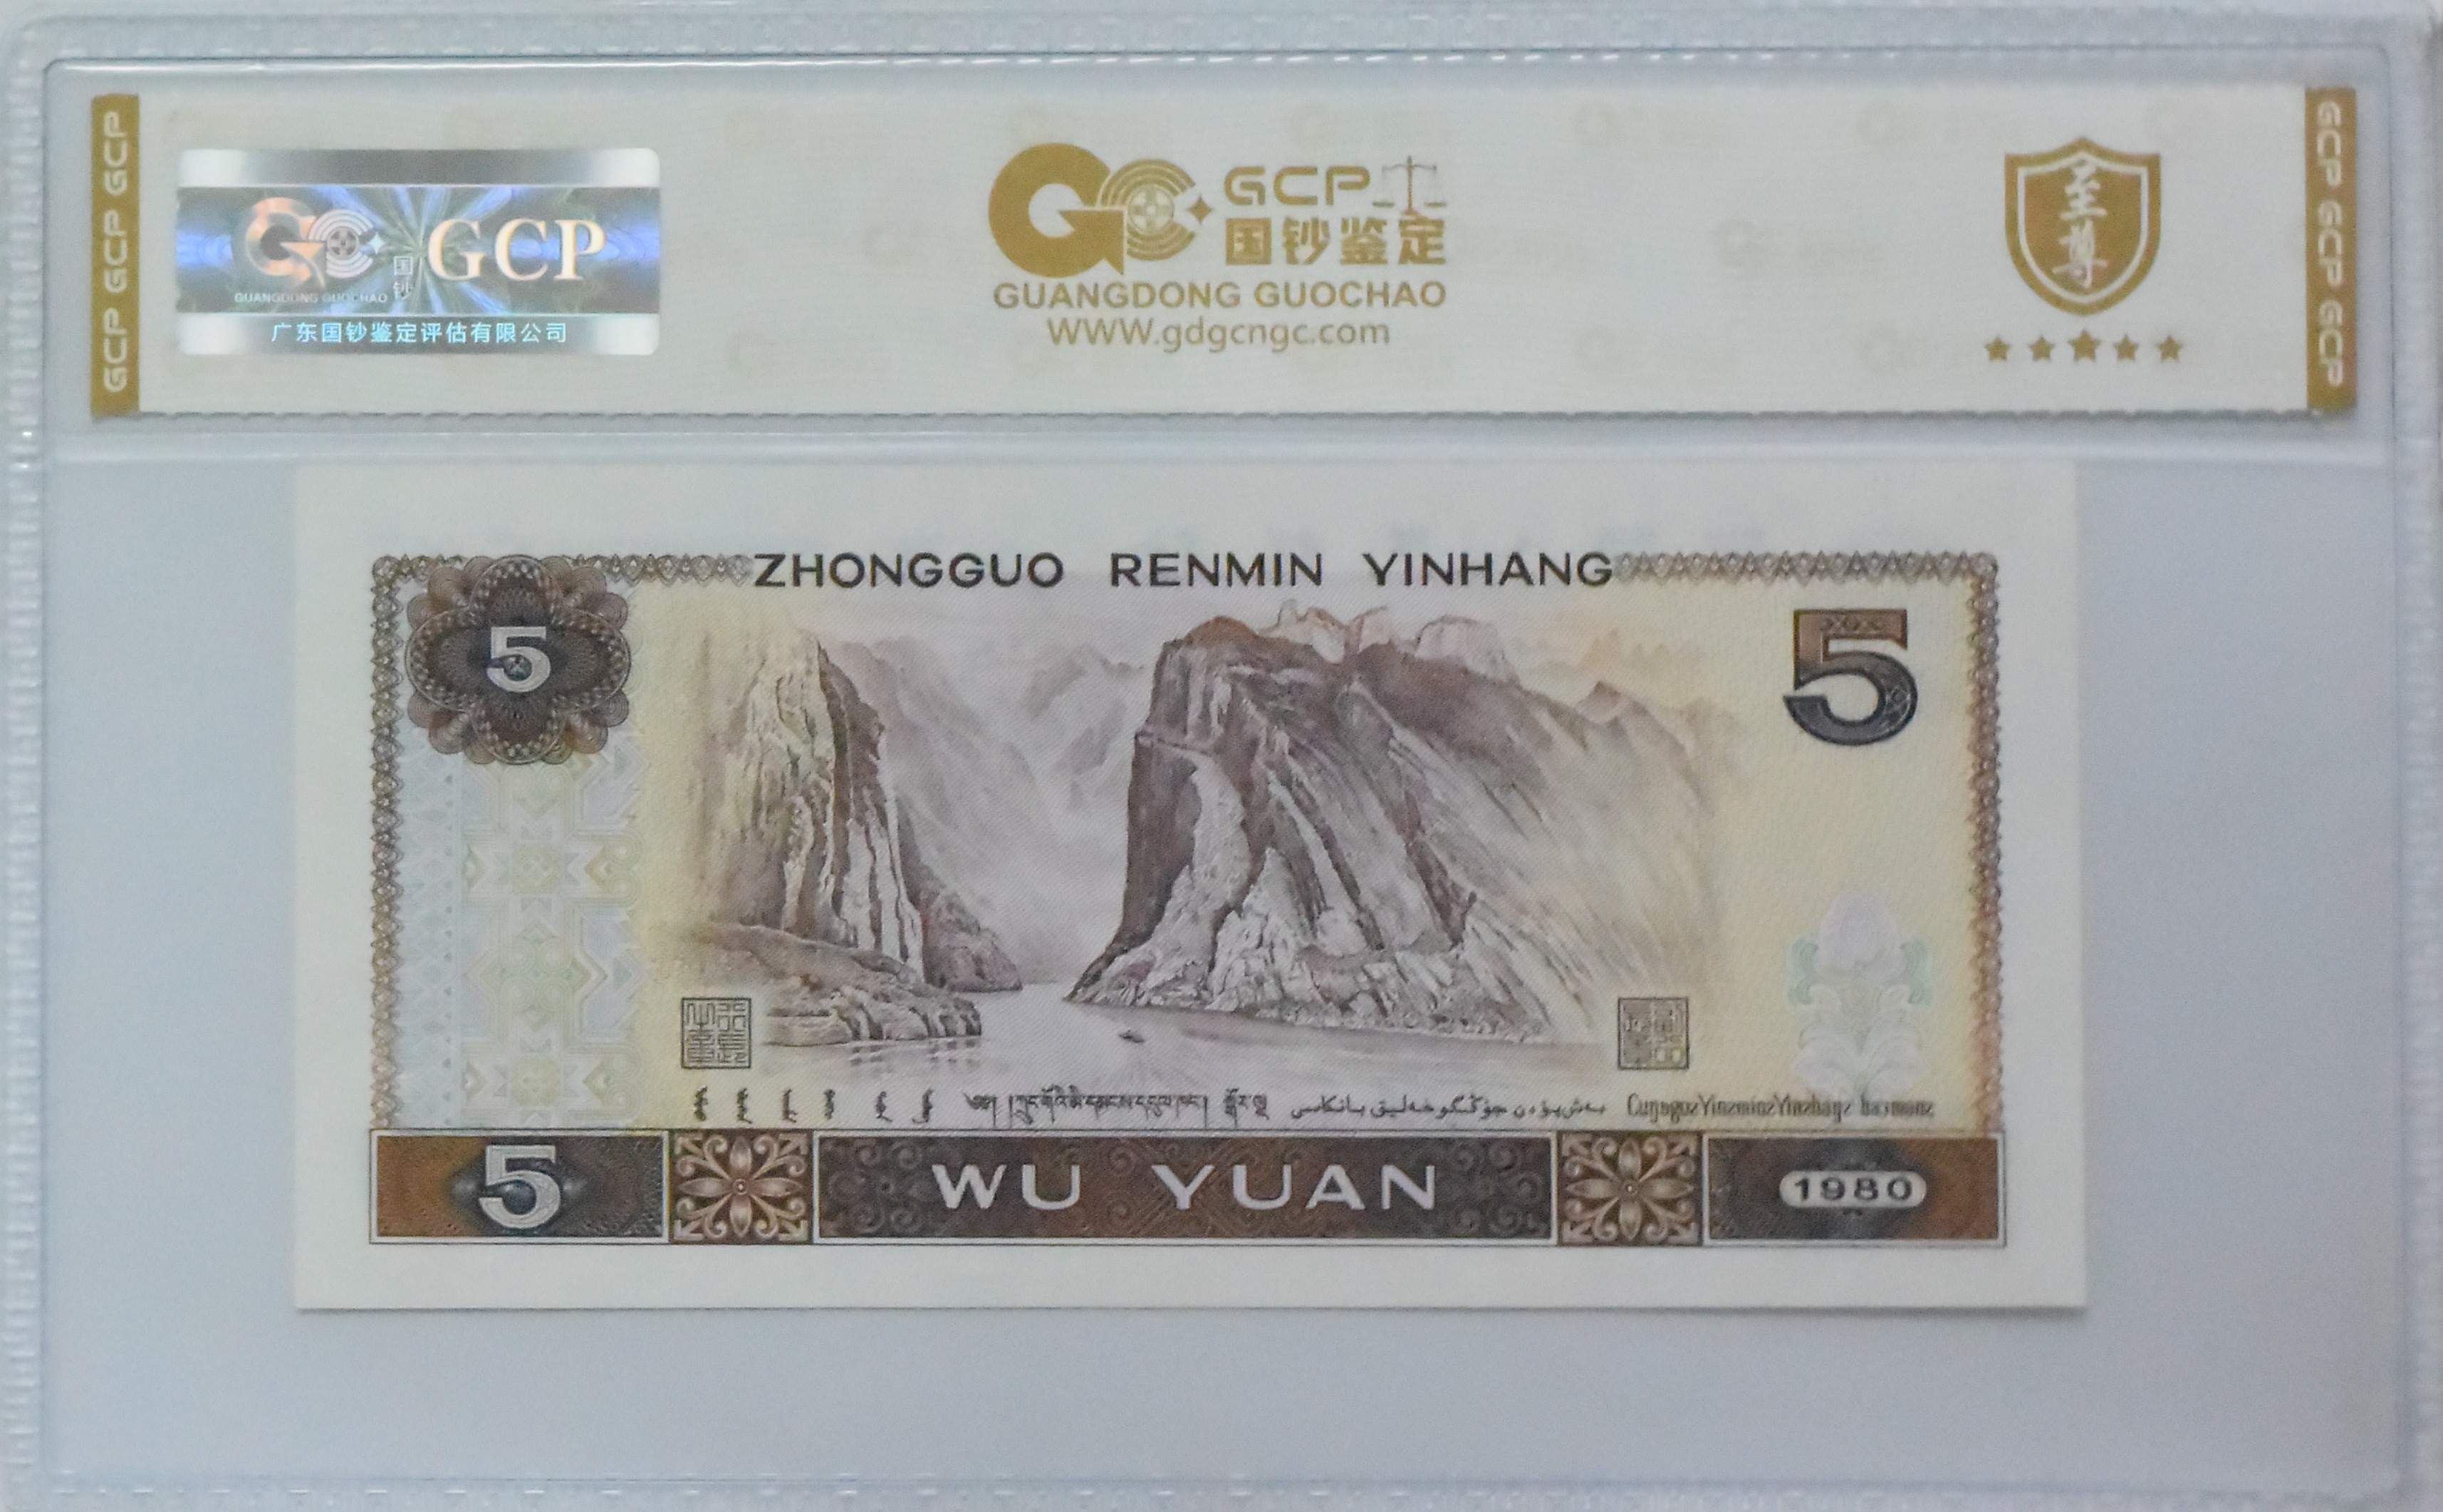 GCP GCP GCP
GCP
国钞
GUANGDONG GUOCHAO
广东国钞鉴定评估有限公司
GCP
国钞鉴定
GUANGDONG GUOCHAO
WWW.gdgcngc.com
至尊
GCP GCP GCP
ZHONGGUO RENMIN YINHANG
5
5
5
WU YUAN
1980